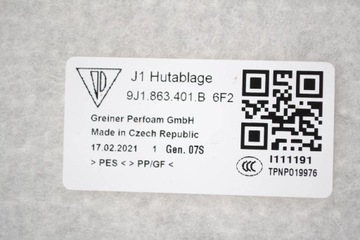 J1 Hutablage
9J1.863.401.B 6F2
Greiner Perfoam GmbH
Made in Czech Republic
17.02.2021 1 Gen. 07S
> PES < > PP/GF <
CCC
I111191
TPNP019976